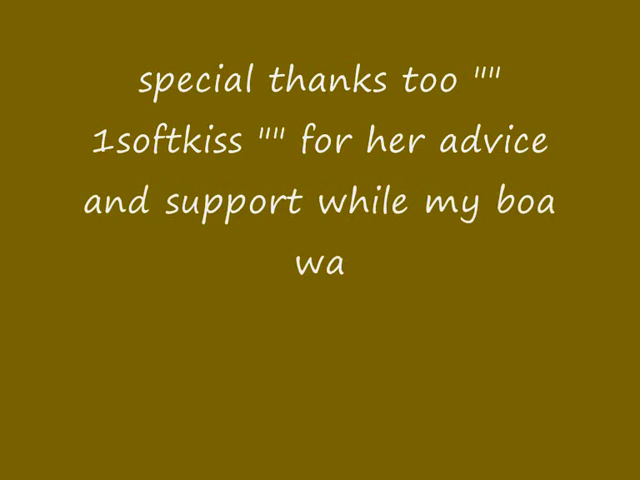 special thanks too ""
1softkiss "" for her advice
and support while my boa
wa